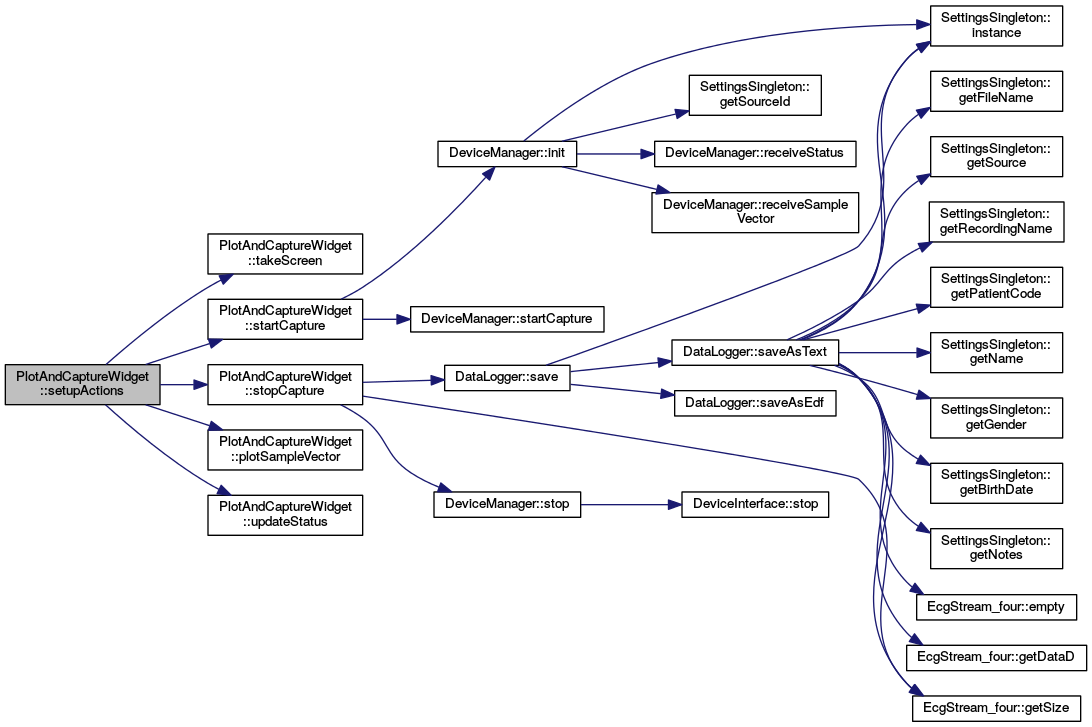 PlotAndCaptureWidget
::setupActions
PlotAndCaptureWidget
::takeScreen
PlotAndCaptureWidget
::startCapture
PlotAndCaptureWidget
::stopCapture
PlotAndCaptureWidget
::plotSampleVector
PlotAndCaptureWidget
::updateStatus
DeviceManager::init
DeviceManager::startCapture
DataLogger::save
DeviceManager::stop
SettingsSingleton::
getSourceId
DeviceManager::receiveStatus
DeviceManager::receiveSample
Vector
DataLogger::saveAsText
DataLogger::saveAsEdf
DeviceInterface::stop
SettingsSingleton::
instance
SettingsSingleton::
getFileName
SettingsSingleton::
getSource
SettingsSingleton::
getRecordingName
SettingsSingleton::
getPatientCode
SettingsSingleton::
getName
SettingsSingleton::
getGender
SettingsSingleton::
getBirthDate
SettingsSingleton::
getNotes
EcgStream_four::empty
EcgStream_four::getDataD
EcgStream_four::getSize